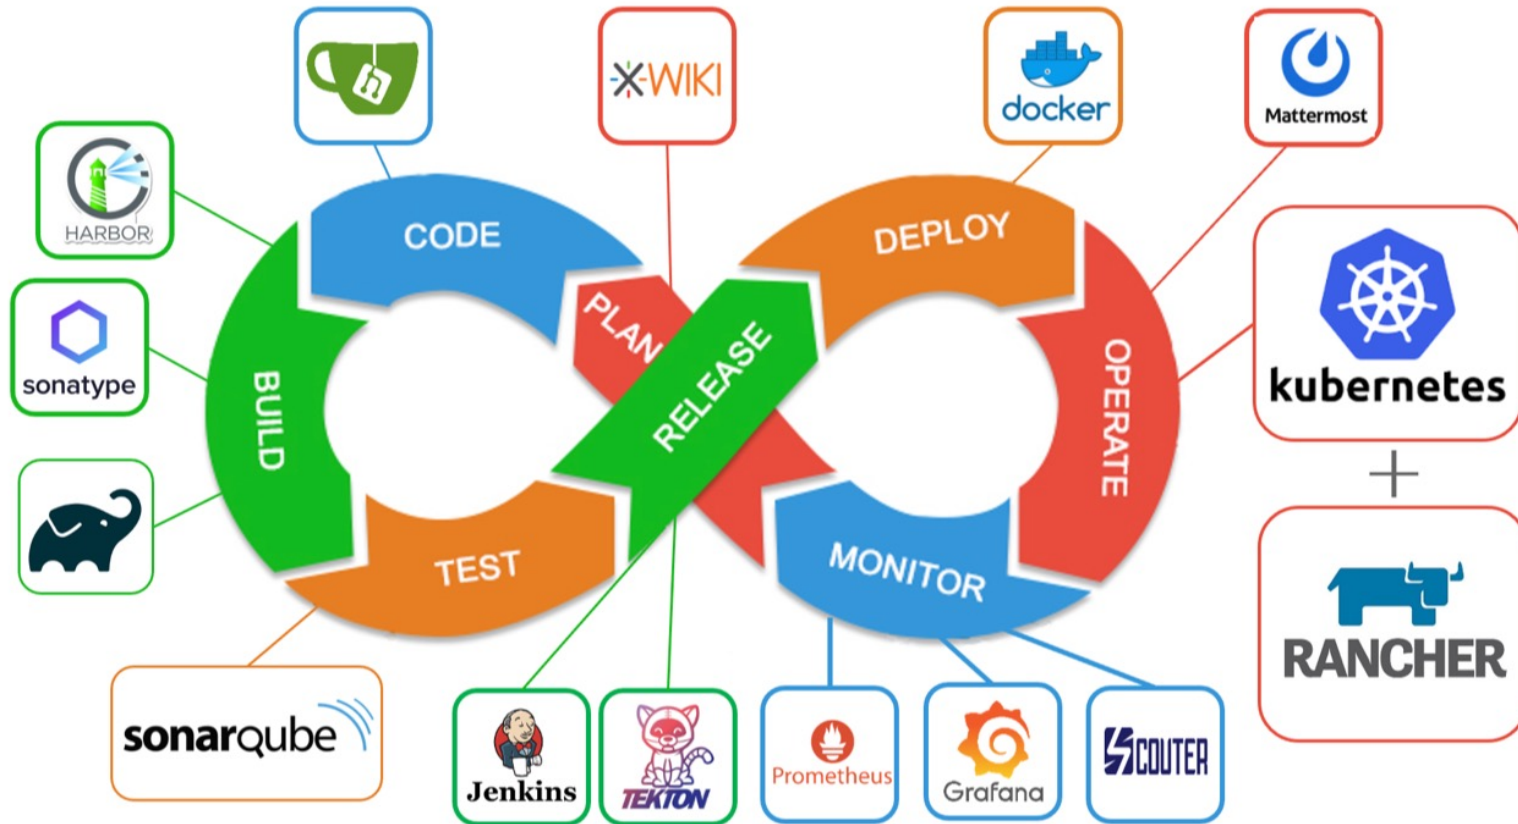 X-WIKI
docker
Mattermost
HARBOR
CODE
DEPLOY
PLAN
kubernetes
sonatype
BUILD
RELEASE
OPERATE
TEST
MONITOR
RANCHER
sonarqube
Jenkins
TEKTON
Prometheus
Grafana
SCOUTER